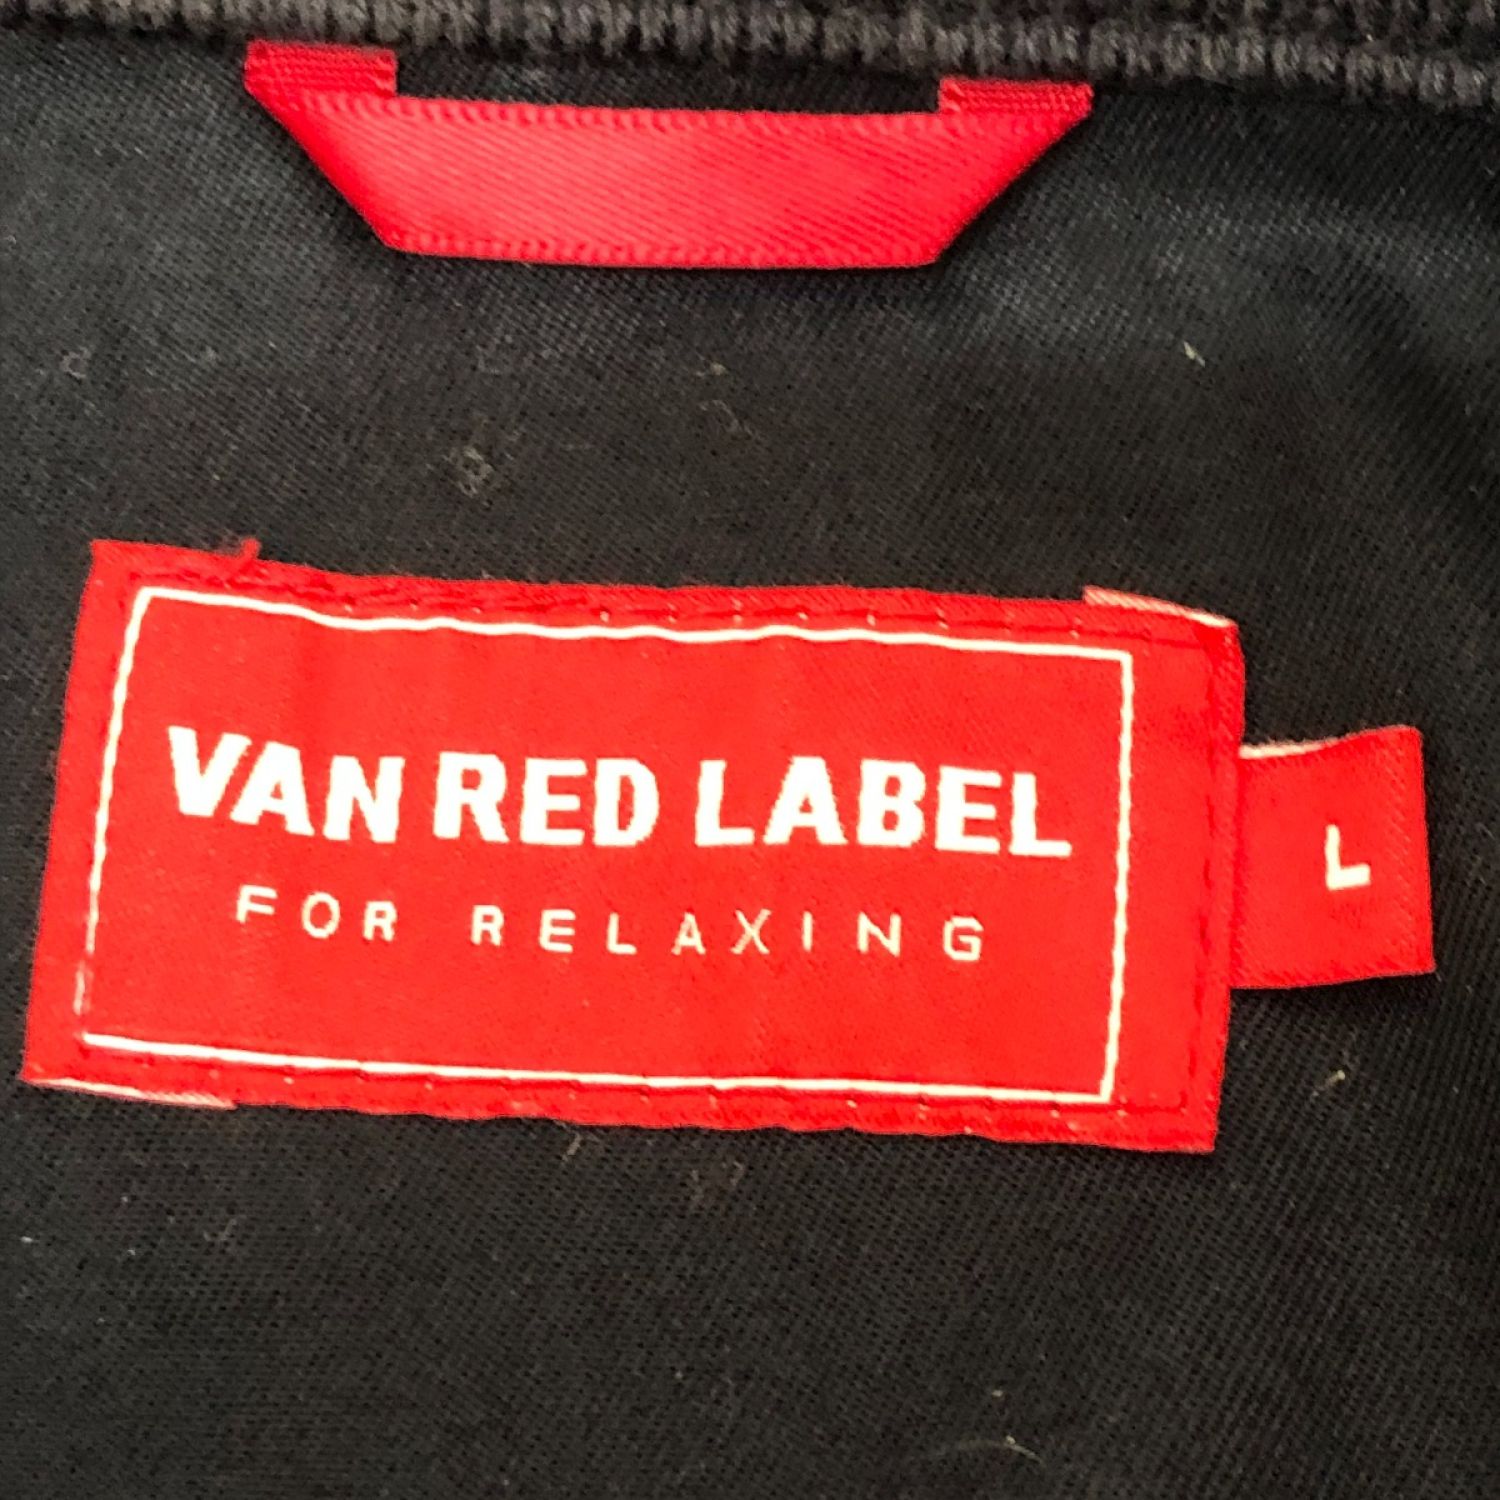 VAN RED LABEL
FOR RELAXING
L